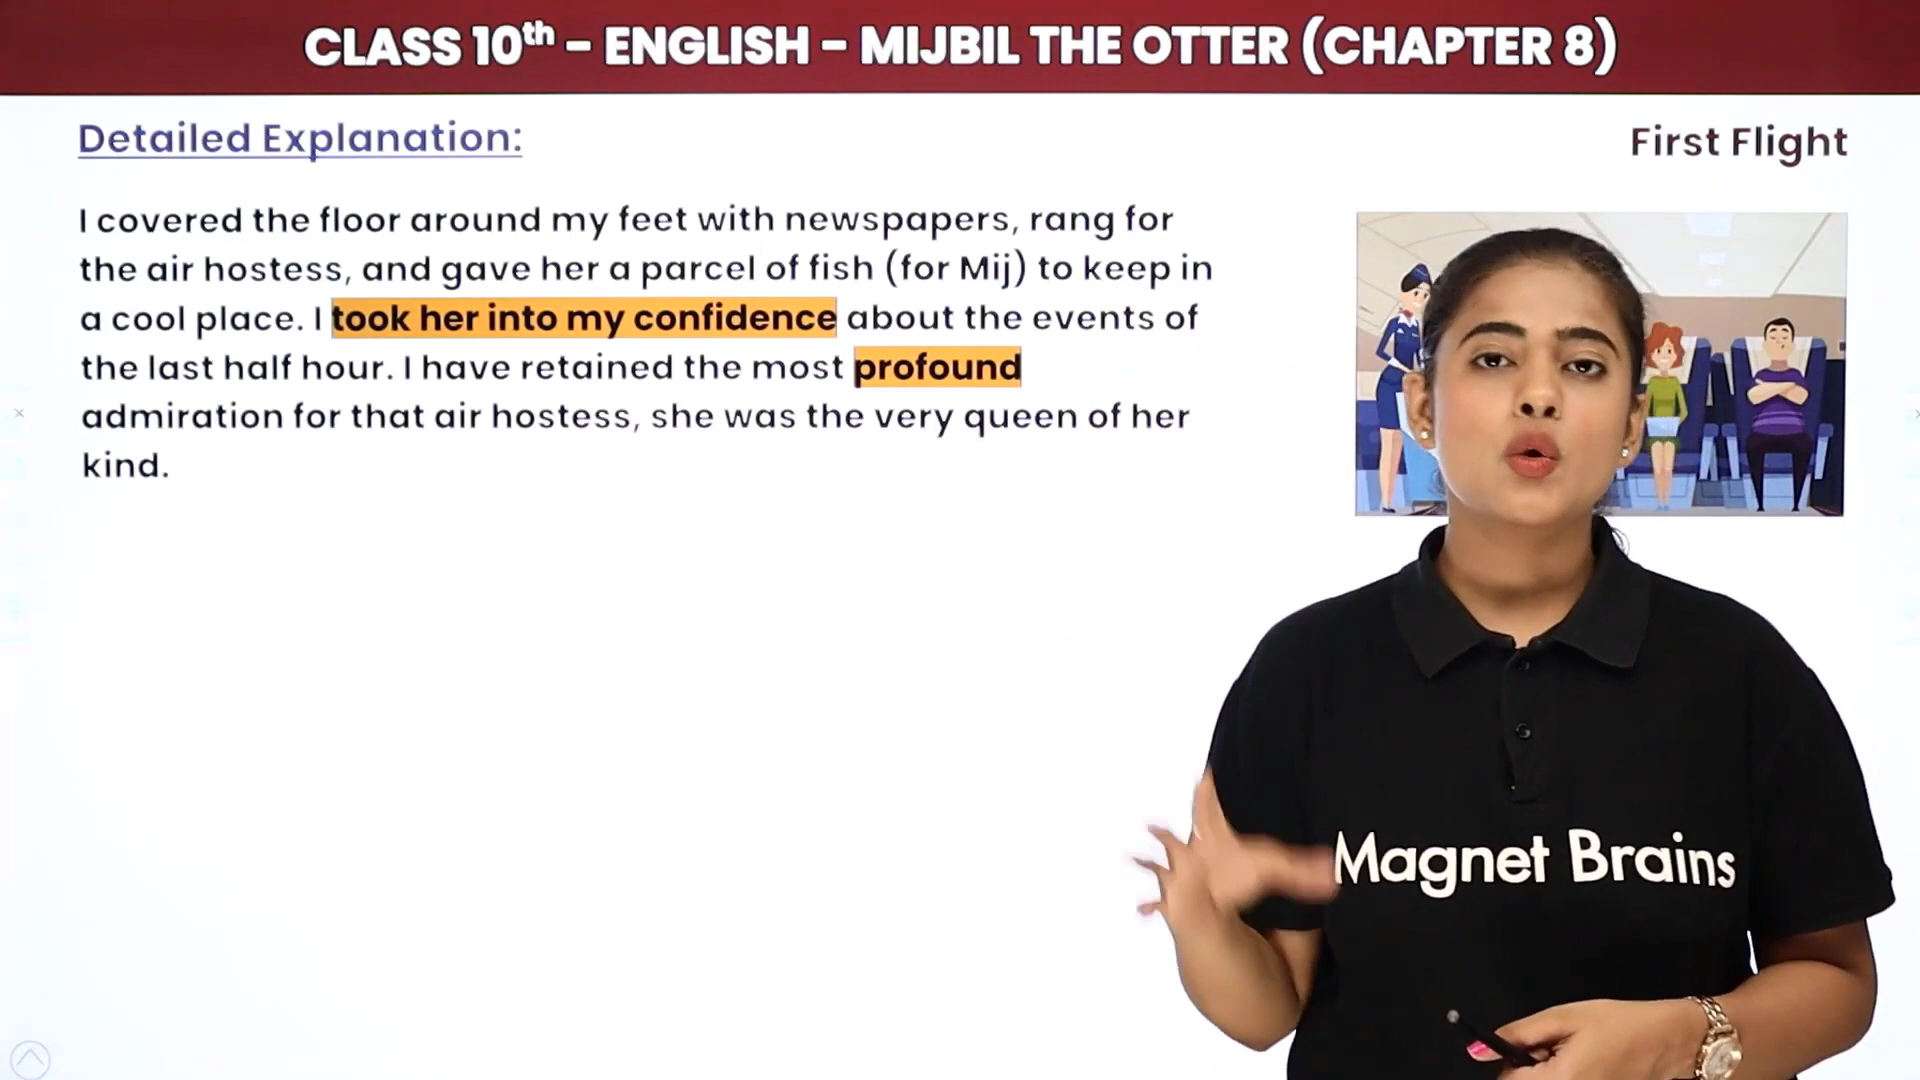 CLASS 10th – ENGLISH – MIJBIL THE OTTER (CHAPTER 8)
Detailed Explanation:
First Flight
I covered the floor around my feet with newspapers, rang for
the air hostess, and gave her a parcel of fish (for Mij) to keep in
a cool place. I took her into my confidence about the events of
the last half hour. I have retained the most profound
admiration for that air hostess, she was the very queen of her
kind.
Magnet Brains